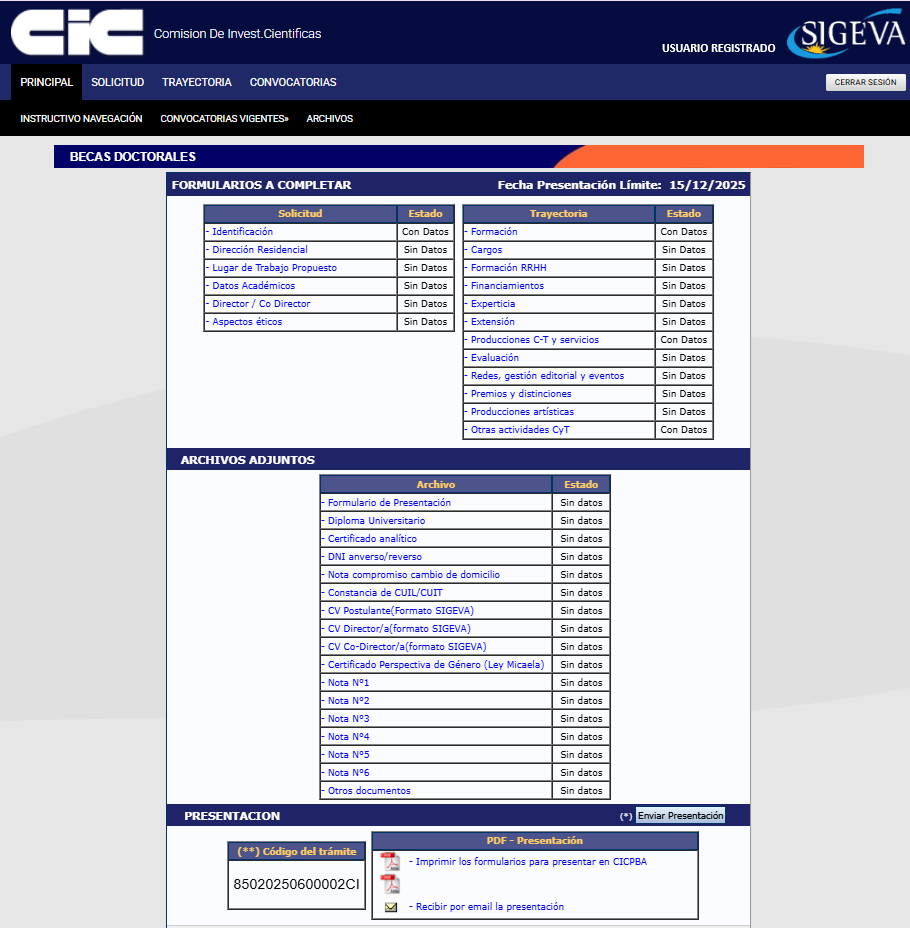 CIC Comision De Invest.Cientificas
USUARIO REGISTRADO
SIGEVA
PRINCIPAL SOLICITUD TRAYECTORIA CONVOCATORIAS
CERRAR SESIÓN
INSTRUCTIVO NAVEGACIÓN CONVOCATORIAS VIGENTES» ARCHIVOS
BECAS DOCTORALES
FORMULARIOS A COMPLETAR Fecha Presentación Límite: 15/12/2025
Solicitud Estado
- Identificación Con Datos
- Dirección Residencial Sin Datos
- Lugar de Trabajo Propuesto Sin Datos
- Datos Académicos Sin Datos
- Director / Co Director Sin Datos
- Aspectos éticos Sin Datos
Trayectoria Estado
- Formación Con Datos
- Cargos Sin Datos
- Formación RRHH Sin Datos
- Financiamientos Sin Datos
- Experticia Sin Datos
- Extensión Sin Datos
- Producciones C-T y servicios Con Datos
- Evaluación Sin Datos
- Redes, gestión editorial y eventos Sin Datos
- Premios y distinciones Sin Datos
- Producciones artísticas Sin Datos
- Otras actividades CyT Con Datos
ARCHIVOS ADJUNTOS
Archivo Estado
- Formulario de Presentación Sin datos
- Diploma Universitario Sin datos
- Certificado analítico Sin datos
- DNI anverso/reverso Sin datos
- Nota compromiso cambio de domicilio Sin datos
- Constancia de CUIL/CUIT Sin datos
- CV Postulante(Formato SIGEVA) Sin datos
- CV Director/a(formato SIGEVA) Sin datos
- CV Co-Director/a(formato SIGEVA) Sin datos
- Certificado Perspectiva de Género (Ley Micaela) Sin datos
- Nota Nº1 Sin datos
- Nota Nº2 Sin datos
- Nota Nº3 Sin datos
- Nota Nº4 Sin datos
- Nota Nº5 Sin datos
- Nota Nº6 Sin datos
- Otros documentos Sin datos
PRESENTACION (*) Enviar Presentación
(**) Código del trámite
85020250600002CI
PDF - Presentación
- Imprimir los formularios para presentar en CICPBA
- Recibir por email la presentación